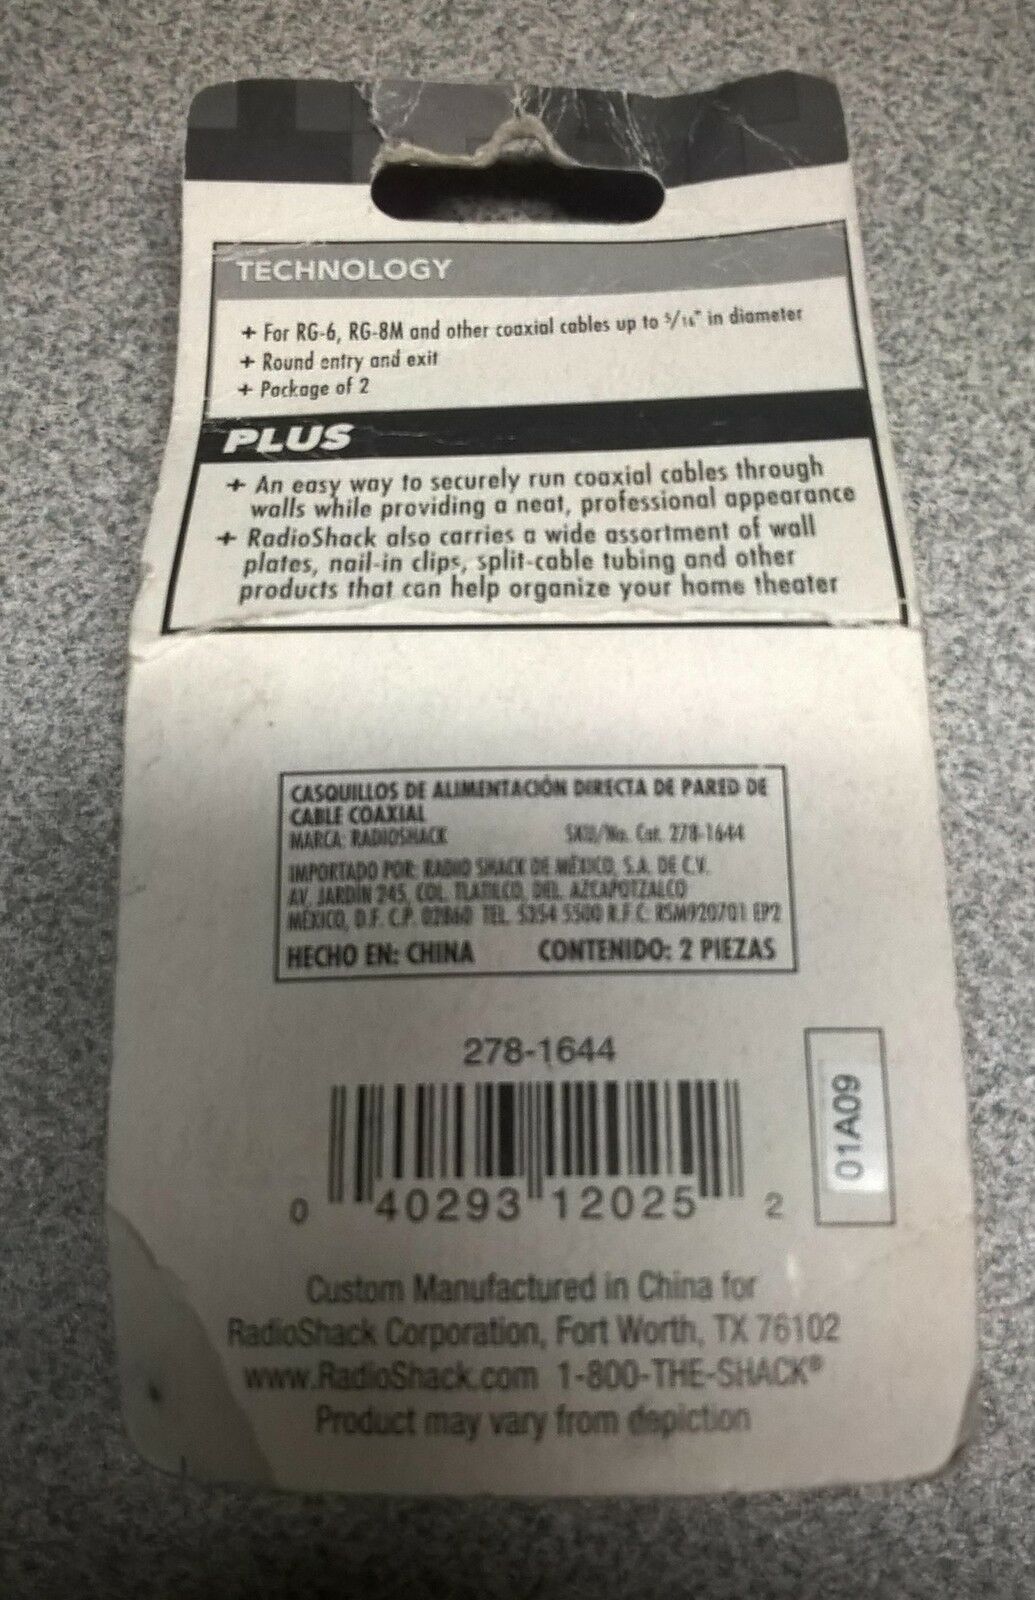 TECHNOLOGY
+ For RG-6, RG-8M and other coaxial cables up to 5/16" in diameter
+ Round entry and exit
+ Package of 2
PLUS
+ An easy way to securely run coaxial cables through
walls while providing a neat, professional appearance
+ RadioShack also carries a wide assortment of wall
plates, nail-in clips, split-cable tubing and other
products that can help organize your home theater
CASQUILLOS DE ALIMENTACIÓN DIRECTA DE PARED DE
CABLE COAXIAL
MARCA: RADIOSHACK SKU/No. Cat. 278-1644
IMPORTADO POR: RADIO SHACK DE MÉXICO, S.A. DE C.V.
AV. JARDÍN 245, COL. TLATILCO, DEL. AZCAPOTZALCO
MÉXICO, D.F. C.P. 02860 TEL. 5354 5500 R.F.C. RSM920701 EP2
HECHO EN: CHINA CONTENIDO: 2 PIEZAS
278-1644
0 40293 12025 2
01A09
Custom Manufactured in China for
RadioShack Corporation, Fort Worth, TX 76102
www.RadioShack.com 1-800-THE-SHACK®
Product may vary from depiction